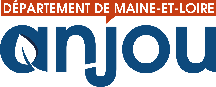 DÉPARTEMENT DE MAINE-ET-LOIRE
anjou